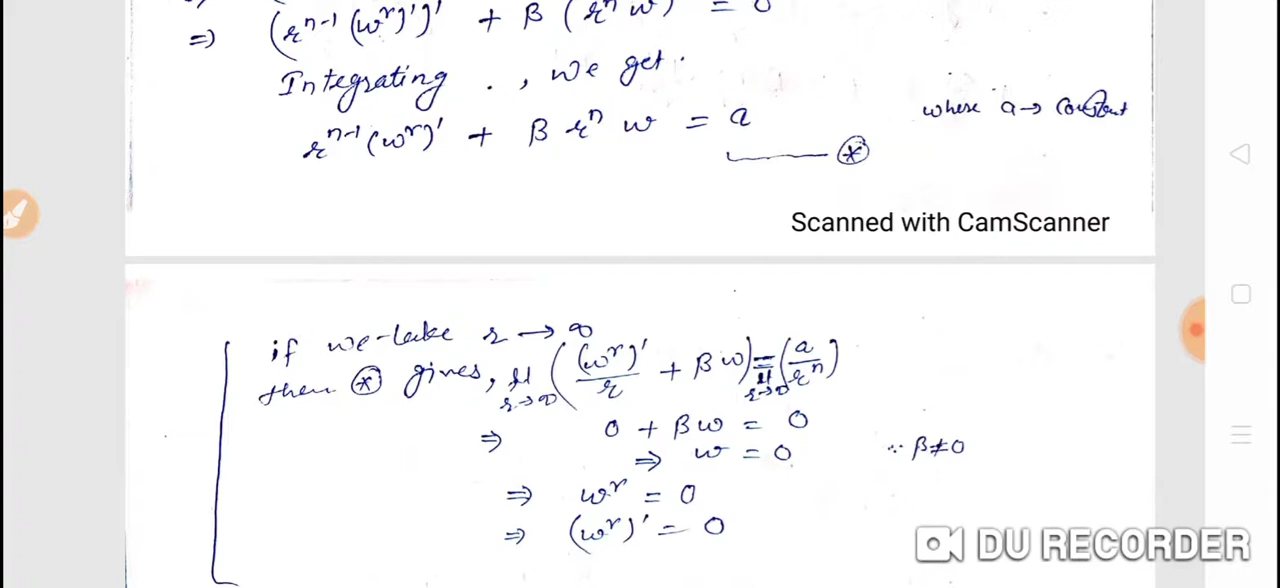 ⇒ (r^{n-1} (w^γ)')' + β (r^n w)' = 0
Integrating ., we get.
r^{n-1} (w^γ)' + β r^n w = a where a → constant
⊛
Scanned with CamScanner
if we take r → ∞
then ⊛ gives, lt_{r→∞} ( (w^γ)'/r + β w ) = lt_{r→∞} ( a/r^n )
⇒ 0 + β w = 0
⇒ w = 0 ∵ β ≠ 0
⇒ w^γ = 0
⇒ (w^γ)' = 0
DU RECORDER